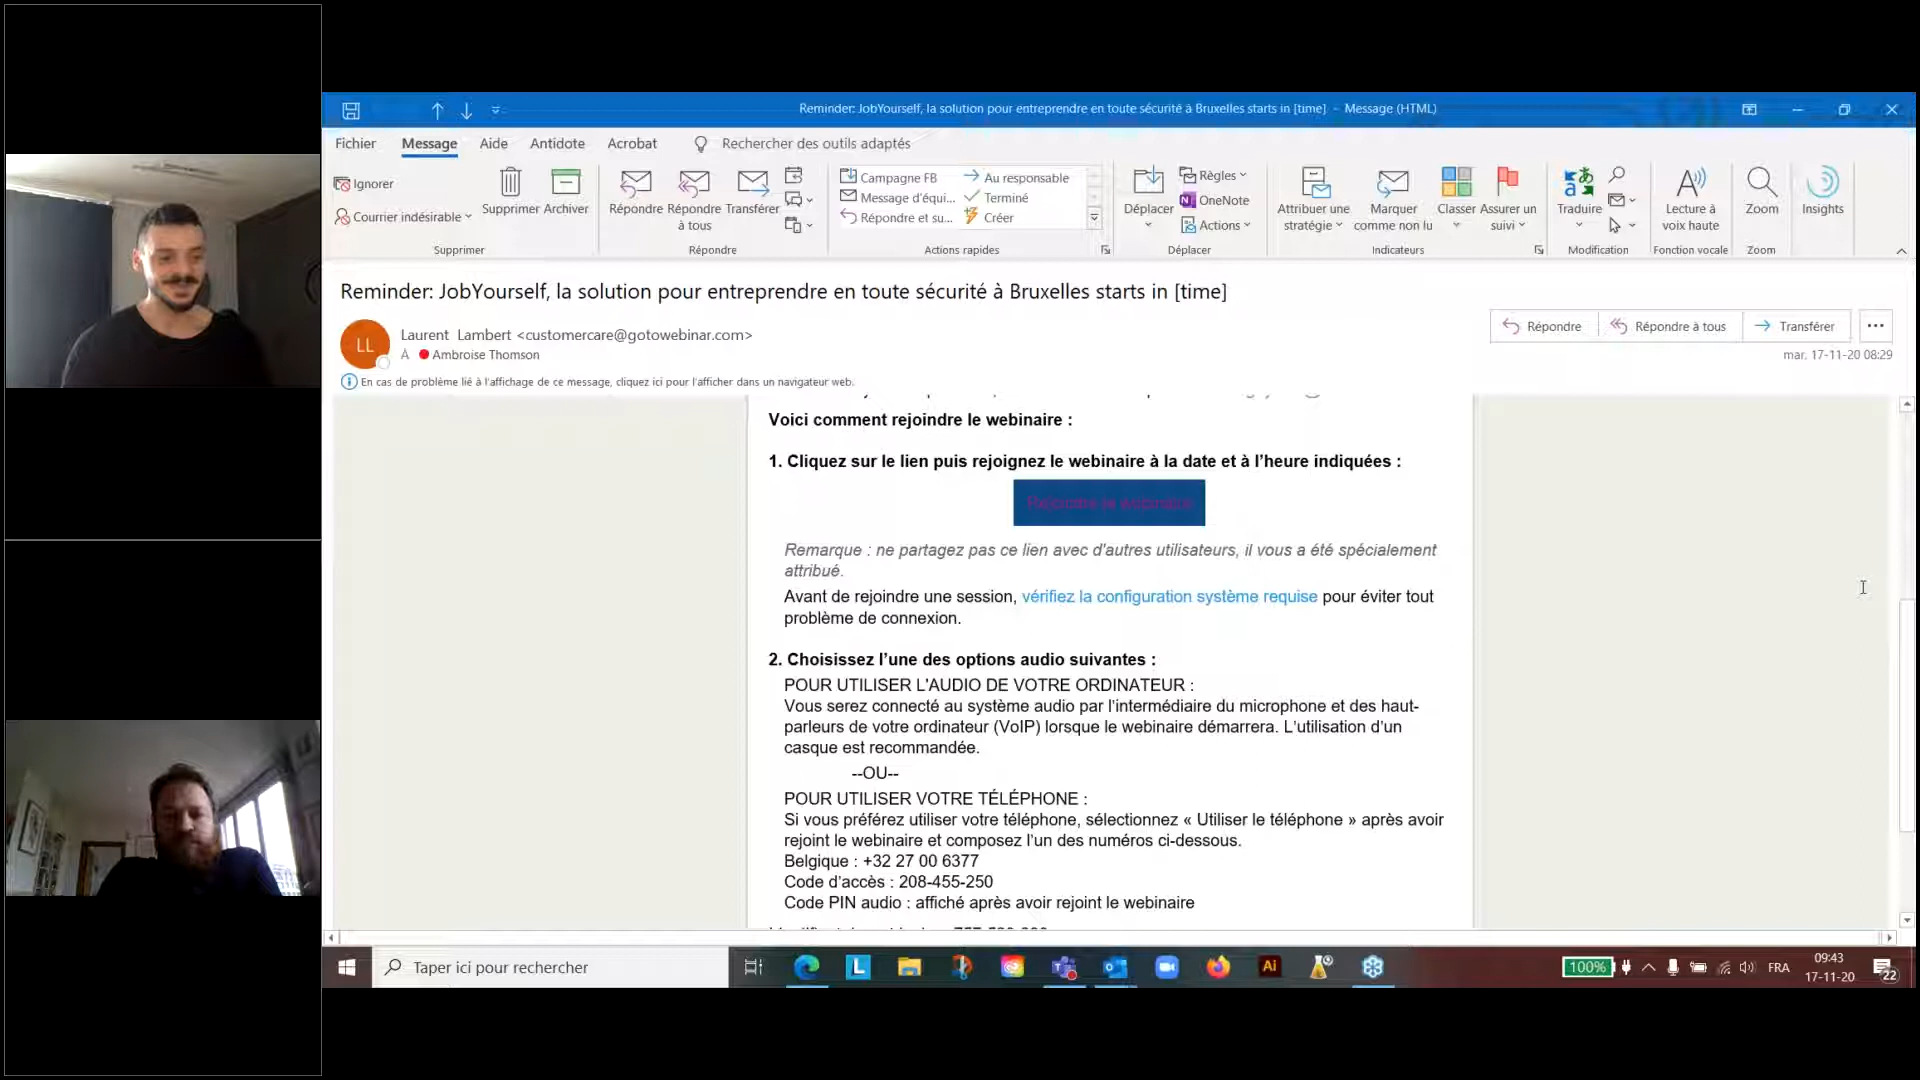 Reminder: JobYourself, la solution pour entreprendre en toute sécurité à Bruxelles starts in [time] - Message (HTML)
Fichier Message Aide Antidote Acrobat Rechercher des outils adaptés
Ignorer
Courrier indésirable
Supprimer Archiver
Supprimer
Répondre Répondre à tous Transférer
Répondre
Campagne FB Au responsable
Message d'équi... Terminé
Répondre et su... Créer
Actions rapides
Déplacer
Règles
OneNote
Actions
Déplacer
Attribuer une stratégie
Marquer comme non lu
Classer
Assurer un suivi
Indicateurs
Traduire
Modification
Lecture à voix haute
Fonction vocale
Zoom
Zoom
Insights
Reminder: JobYourself, la solution pour entreprendre en toute sécurité à Bruxelles starts in [time]
LL
Laurent Lambert <customercare@gotowebinar.com>
À Ambroise Thomson
Répondre Répondre à tous Transférer
mar. 17-11-20 08:29
En cas de problème lié à l'affichage de ce message, cliquez ici pour l'afficher dans un navigateur web.
Voici comment rejoindre le webinaire :
1. Cliquez sur le lien puis rejoignez le webinaire à la date et à l'heure indiquées :
Rejoindre le webinaire
Remarque : ne partagez pas ce lien avec d'autres utilisateurs, il vous a été spécialement
attribué.
Avant de rejoindre une session, vérifiez la configuration système requise pour éviter tout
problème de connexion.
2. Choisissez l'une des options audio suivantes :
POUR UTILISER L'AUDIO DE VOTRE ORDINATEUR :
Vous serez connecté au système audio par l'intermédiaire du microphone et des haut-
parleurs de votre ordinateur (VoIP) lorsque le webinaire démarrera. L'utilisation d'un
casque est recommandée.
--OU--
POUR UTILISER VOTRE TÉLÉPHONE :
Si vous préférez utiliser votre téléphone, sélectionnez « Utiliser le téléphone » après avoir
rejoint le webinaire et composez l'un des numéros ci-dessous.
Belgique : +32 27 00 6377
Code d'accès : 208-455-250
Code PIN audio : affiché après avoir rejoint le webinaire
Taper ici pour rechercher
L
Ai
100%
FRA
09:43
17-11-20
22